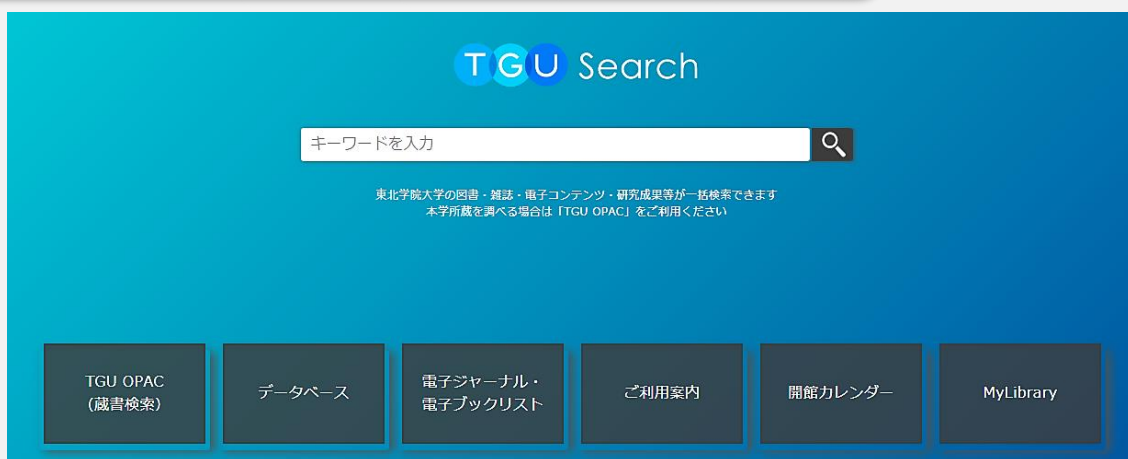 TGU Search
キーワードを入力
東北学院大学の図書・雑誌・電子コンテンツ・研究成果等が一括検索できます
本学所蔵を調べる場合は「TGU OPAC」をご利用ください
TGU OPAC
(蔵書検索)
データベース
電子ジャーナル・
電子ブックリスト
ご利用案内
開館カレンダー
MyLibrary